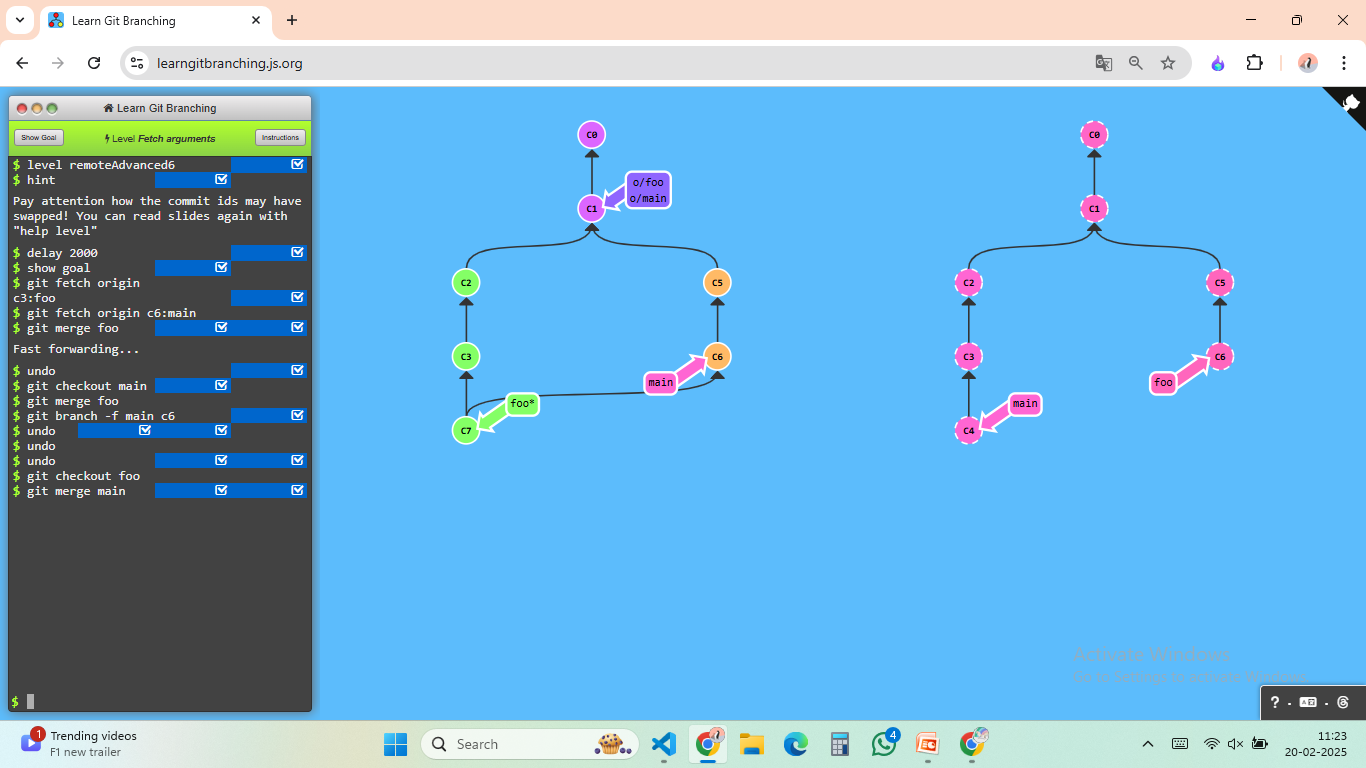 Learn Git Branching
learngitbranching.js.org
Learn Git Branching
Show Goal
Level Fetch arguments
Instructions
$ level remoteAdvanced6
$ hint
Pay attention how the commit ids may have
swapped! You can read slides again with
"help level"
$ delay 2000
$ show goal
$ git fetch origin
c3:foo
$ git fetch origin c6:main
$ git merge foo
Fast forwarding...
$ undo
$ git checkout main
$ git merge foo
$ git branch -f main c6
$ undo
$ undo
$ undo
$ git checkout foo
$ git merge main
$
C0
o/foo
o/main
C1
C2
C5
C3
C6
main
foo*
C7
C0
C1
C2
C5
C3
C6
foo
main
C4
Activate Windows
Go to Settings to activate Windows.
?
1
Trending videos
F1 new trailer
Search
4
11:23
20-02-2025